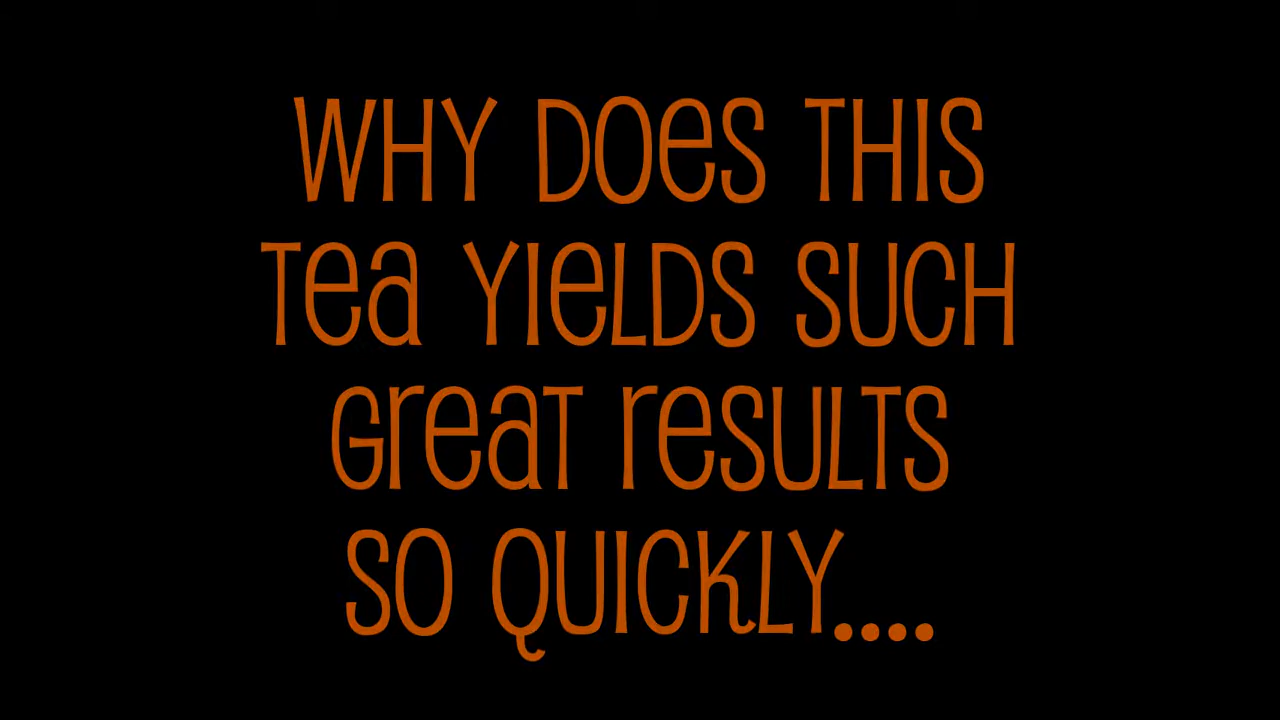 WHY DOES THIS
TEA YIELDS SUCH
GREAT RESULTS
SO QUICKLY....